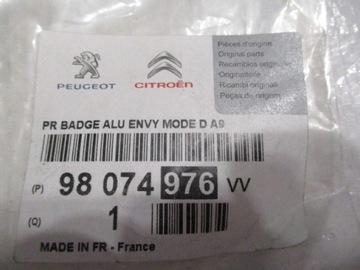 PEUGEOT
CITROËN
Pièces d'origine
Original parts
Recambios originales
Originalteile
Ricambi originali
Peças de origem
PR BADGE ALU ENVY MODE D A9
(P) 98 074 976 VV
(Q) 1
MADE IN FR - France